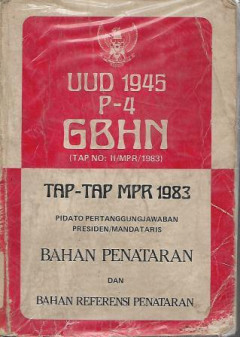 UUD 1945
P-4
GBHN
(TAP NO: II/MPR/1983)
TAP-TAP MPR 1983
PIDATO PERTANGGUNGJAWABAN
PRESIDEN/MANDATARIS
BAHAN PENATARAN
DAN
BAHAN REFERENSI PENATARAN